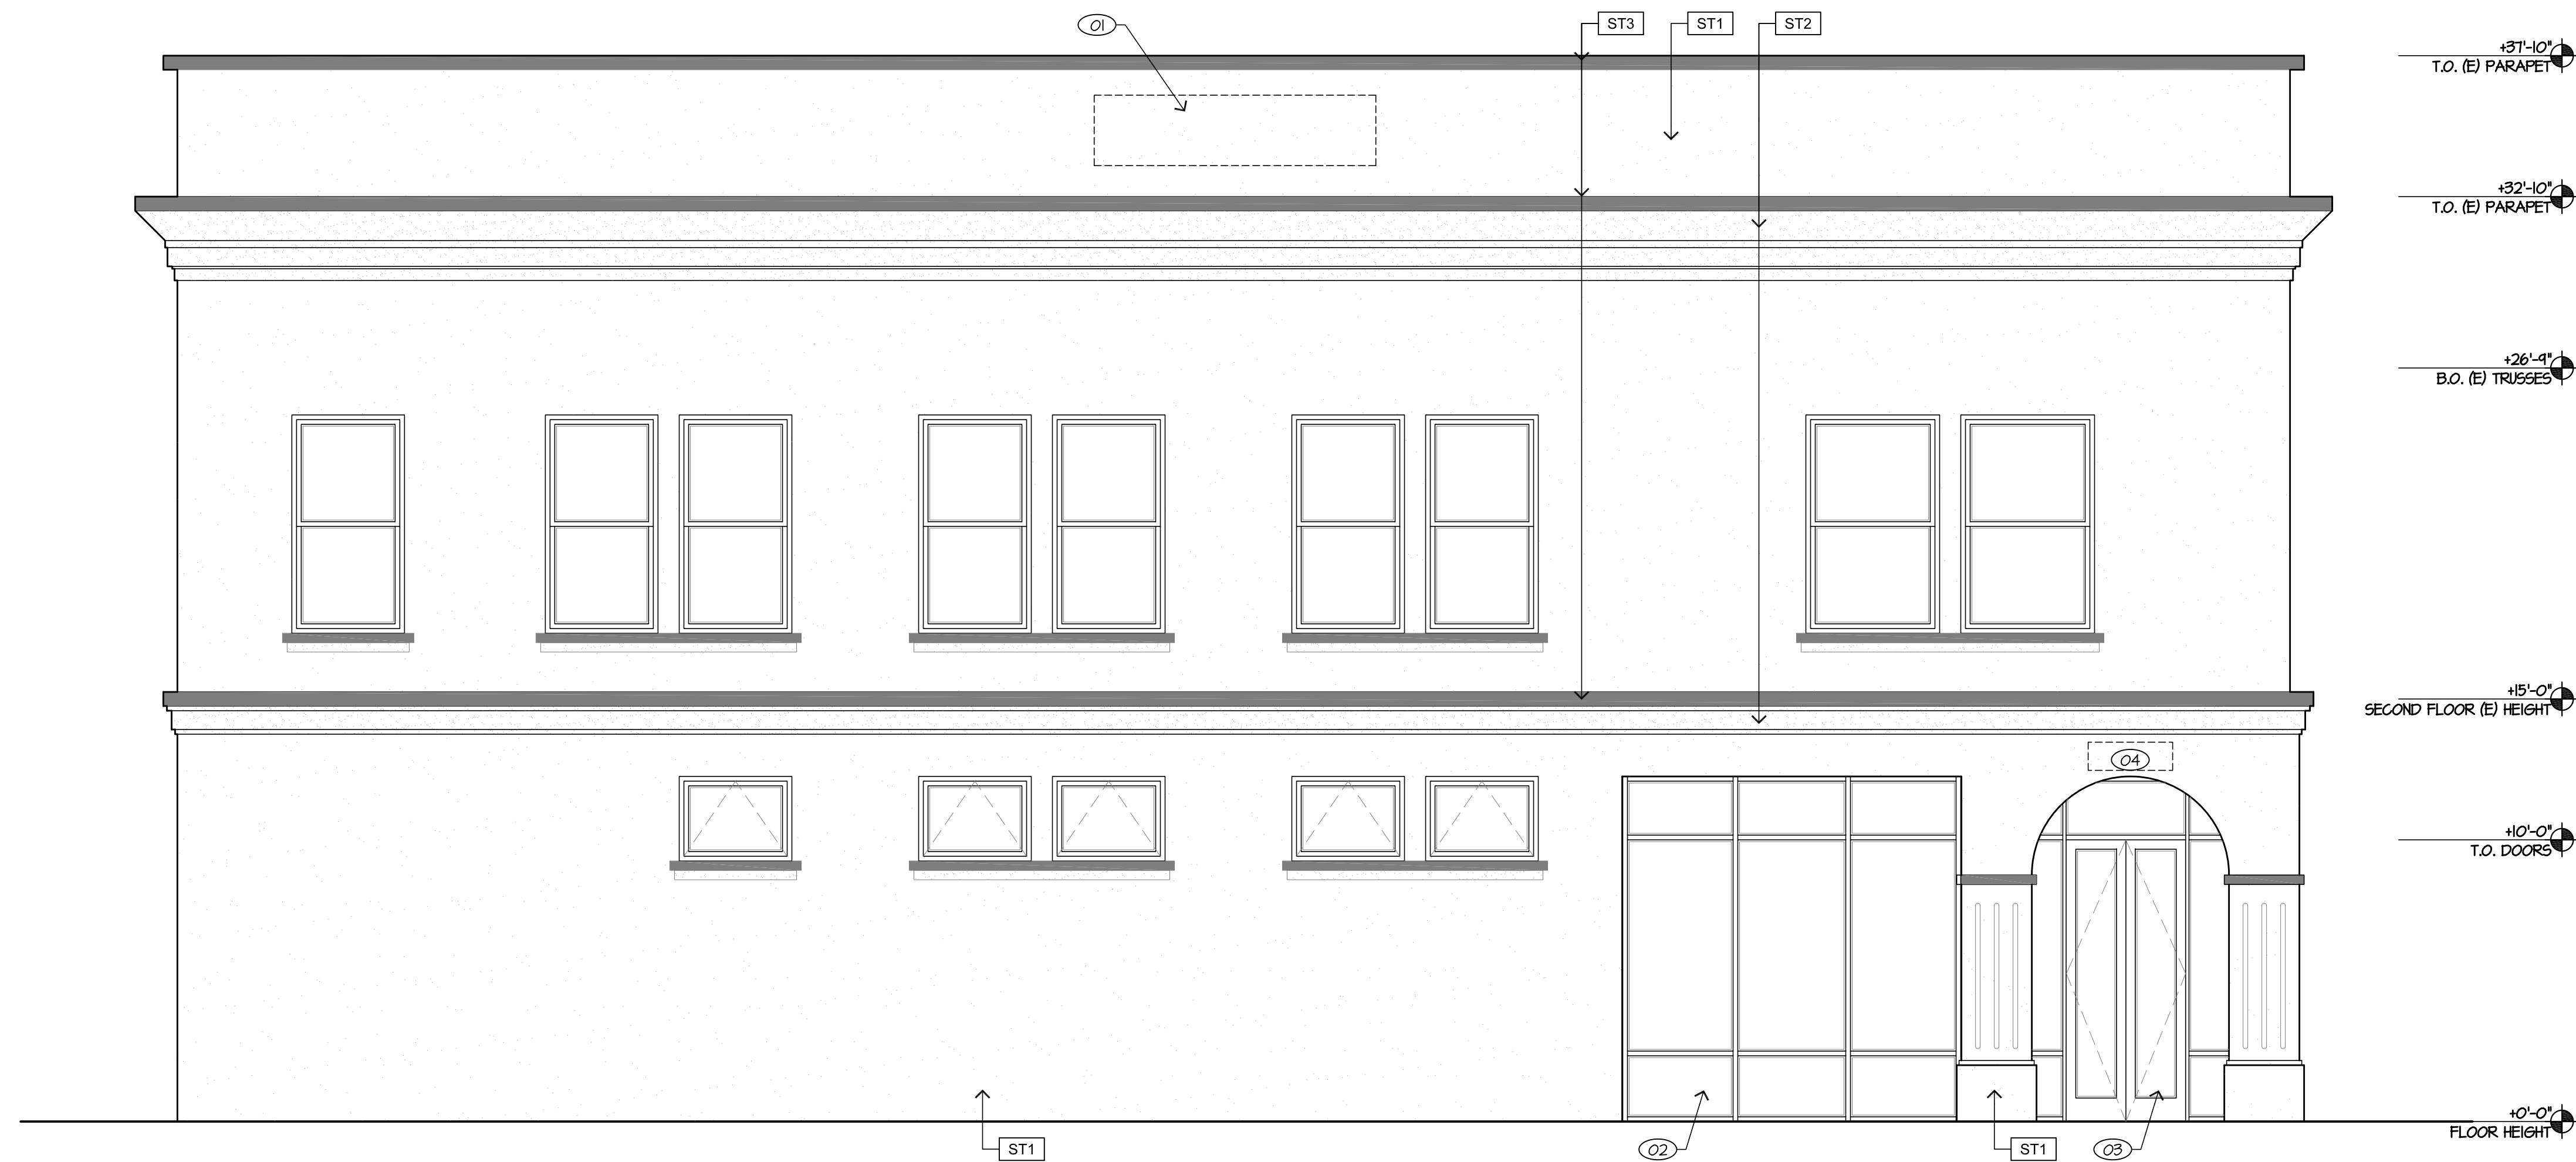 01
ST3
ST1
ST2
+37'-10"
T.O. (E) PARAPET
+32'-10"
T.O. (E) PARAPET
+26'-9"
B.O. (E) TRUSSES
+15'-0"
SECOND FLOOR (E) HEIGHT
04
+10'-0"
T.O. DOORS
+0'-0"
FLOOR HEIGHT
ST1
02
ST1
03